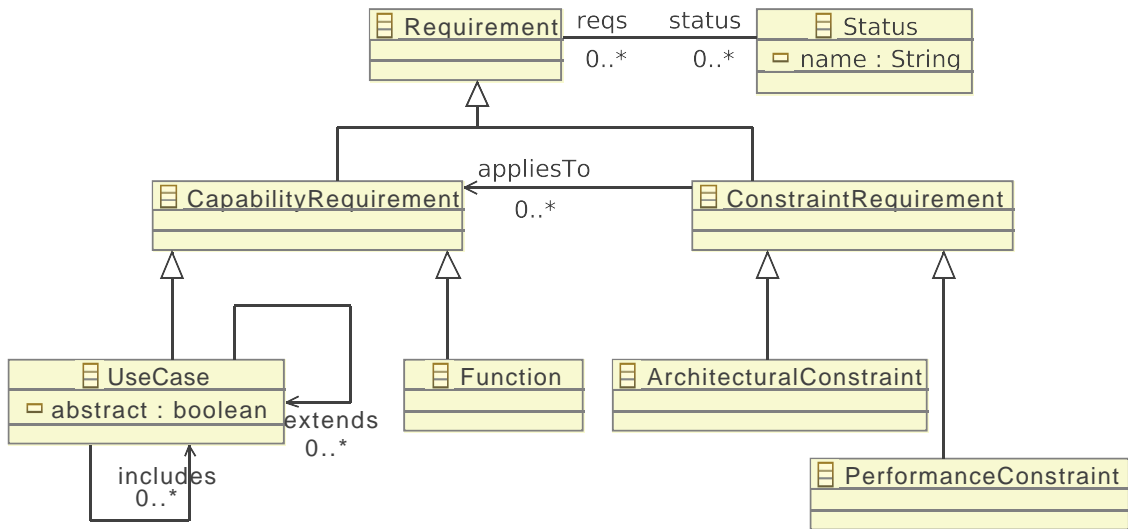 Requirement
reqs
status
0..*
0..*
Status
name : String
appliesTo
0..*
CapabilityRequirement
ConstraintRequirement
UseCase
abstract : boolean
extends
0..*
includes
0..*
Function
ArchitecturalConstraint
PerformanceConstraint